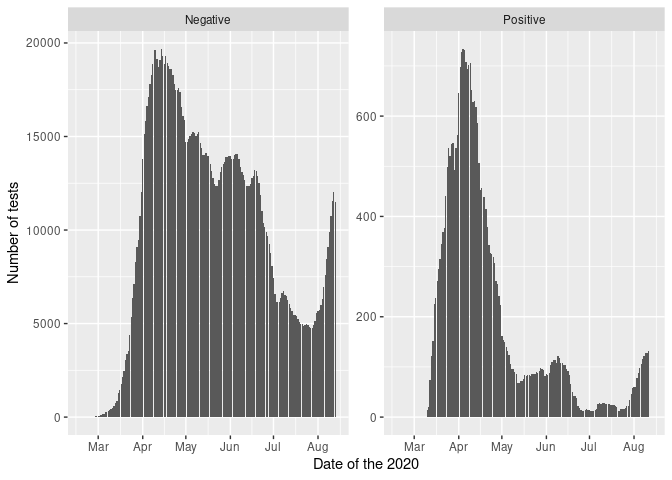 Negative
Positive
Number of tests
20000
15000
10000
5000
0
600
400
200
0
Mar Apr May Jun Jul Aug
Mar Apr May Jun Jul Aug
Date of the 2020